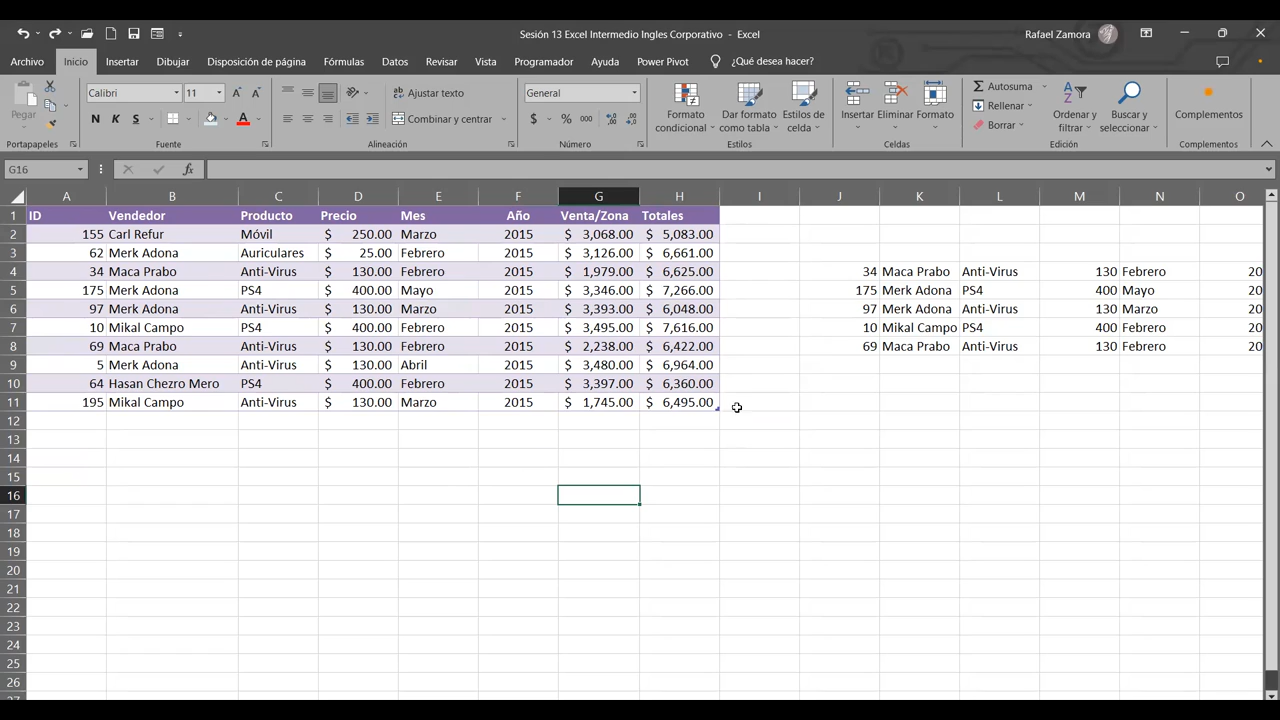 Sesión 13 Excel Intermedio Ingles Corporativo - Excel
Rafael Zamora
Archivo Inicio Insertar Dibujar Disposición de página Fórmulas Datos Revisar Vista Programador Ayuda Power Pivot ¿Qué desea hacer?
Pegar
Calibri 11
N K S
Ajustar texto
Combinar y centrar
General
$ % 000
Formato condicional
Dar formato como tabla
Estilos de celda
Insertar Eliminar Formato
Autosuma
Rellenar
Borrar
Ordenar y filtrar
Buscar y seleccionar
Complementos
Portapapeles Fuente Alineación Número Estilos Celdas Edición Complementos
G16 fx
A B C D E F G H I J K L M N O
1 ID Vendedor Producto Precio Mes Año Venta/Zona Totales
2 155 Carl Refur Móvil $ 250.00 Marzo 2015 $ 3,068.00 $ 5,083.00
3 62 Merk Adona Auriculares $ 25.00 Febrero 2015 $ 3,126.00 $ 6,661.00
4 34 Maca Prabo Anti-Virus $ 130.00 Febrero 2015 $ 1,979.00 $ 6,625.00 34 Maca Prabo Anti-Virus 130 Febrero 20
5 175 Merk Adona PS4 $ 400.00 Mayo 2015 $ 3,346.00 $ 7,266.00 175 Merk Adona PS4 400 Mayo 20
6 97 Merk Adona Anti-Virus $ 130.00 Marzo 2015 $ 3,393.00 $ 6,048.00 97 Merk Adona Anti-Virus 130 Marzo 20
7 10 Mikal Campo PS4 $ 400.00 Febrero 2015 $ 3,495.00 $ 7,616.00 10 Mikal Campo PS4 400 Febrero 20
8 69 Maca Prabo Anti-Virus $ 130.00 Febrero 2015 $ 2,238.00 $ 6,422.00 69 Maca Prabo Anti-Virus 130 Febrero 20
9 5 Merk Adona Anti-Virus $ 130.00 Abril 2015 $ 3,480.00 $ 6,964.00
10 64 Hasan Chezro Mero PS4 $ 400.00 Febrero 2015 $ 3,397.00 $ 6,360.00
11 195 Mikal Campo Anti-Virus $ 130.00 Marzo 2015 $ 1,745.00 $ 6,495.00
12
13
14
15
16
17
18
19
20
21
22
23
24
25
26